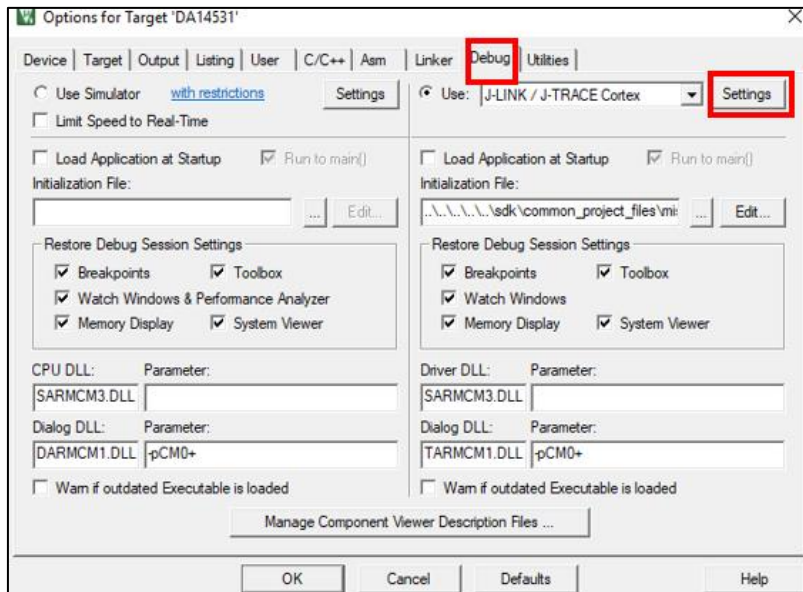 Options for Target 'DA14531'
Device Target Output Listing User C/C++ Asm Linker Debug Utilities
Use Simulator with restrictions Settings
Limit Speed to Real-Time
Use: J-LINK / J-TRACE Cortex Settings
Load Application at Startup Run to main()
Initialization File:
... Edit...
Load Application at Startup Run to main()
Initialization File:
..\..\..\..\..\sdk\common_project_files\mi ... Edit...
Restore Debug Session Settings
Breakpoints Toolbox
Watch Windows & Performance Analyzer
Memory Display System Viewer
Restore Debug Session Settings
Breakpoints Toolbox
Watch Windows
Memory Display System Viewer
CPU DLL: Parameter:
SARMCM3.DLL
Dialog DLL: Parameter:
DARMCM1.DLL -pCM0+
Warn if outdated Executable is loaded
Driver DLL: Parameter:
SARMCM3.DLL
Dialog DLL: Parameter:
TARMCM1.DLL -pCM0+
Warn if outdated Executable is loaded
Manage Component Viewer Description Files ...
OK Cancel Defaults Help